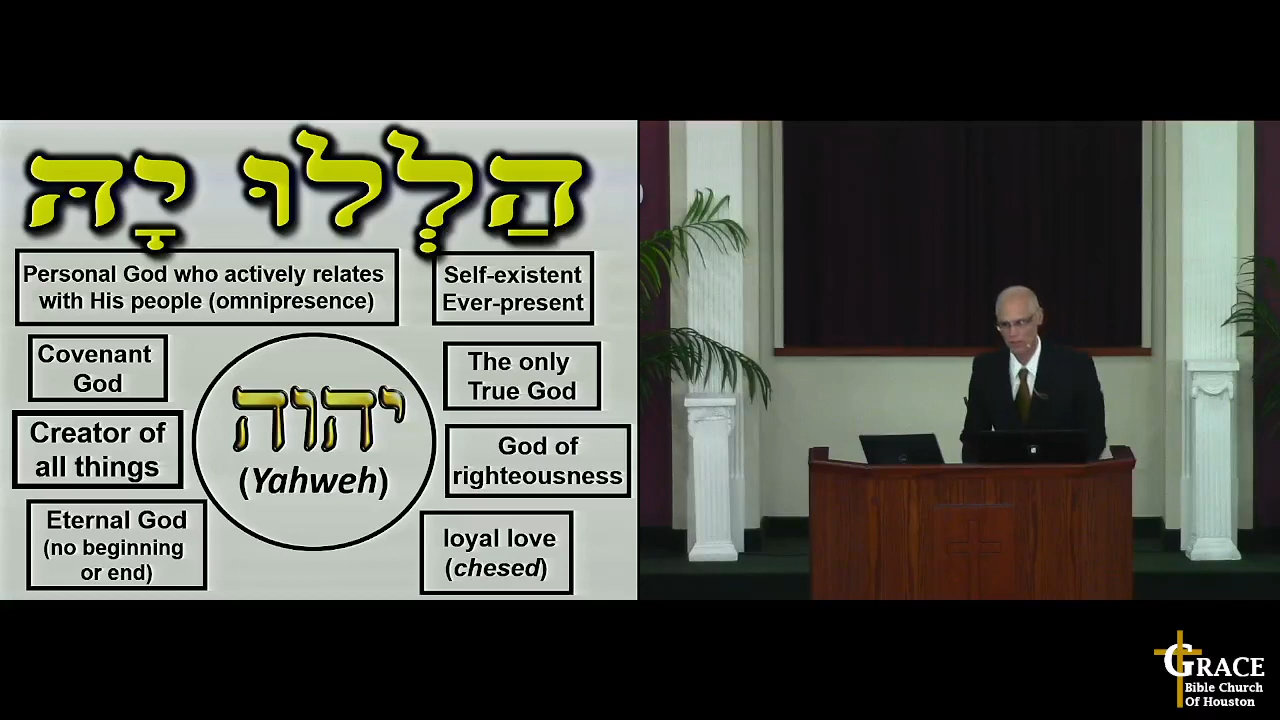 הַלְלוּ יָהּ
Personal God who actively relates
with His people (omnipresence)
Self-existent
Ever-present
Covenant
God
The only
True God
יהוה
(Yahweh)
Creator of
all things
God of
righteousness
Eternal God
(no beginning
or end)
loyal love
(chesed)
GRACE
Bible Church
Of Houston